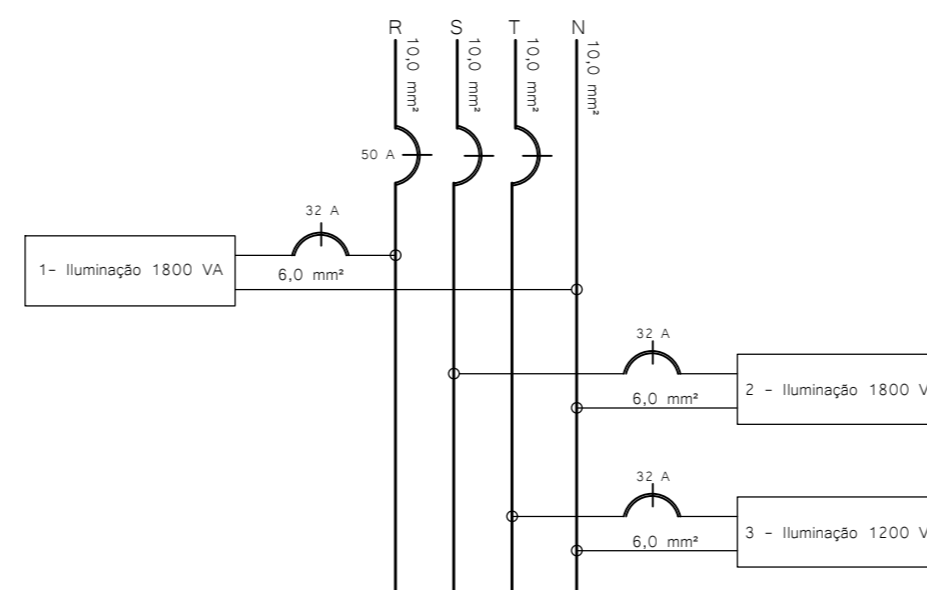 R S T N
10,0 mm²
10,0 mm²
10,0 mm²
10,0 mm²
50 A
32 A
1- Iluminação 1800 VA
6,0 mm²
32 A
2 - Iluminação 1800 V
6,0 mm²
32 A
3 - Iluminação 1200 V
6,0 mm²